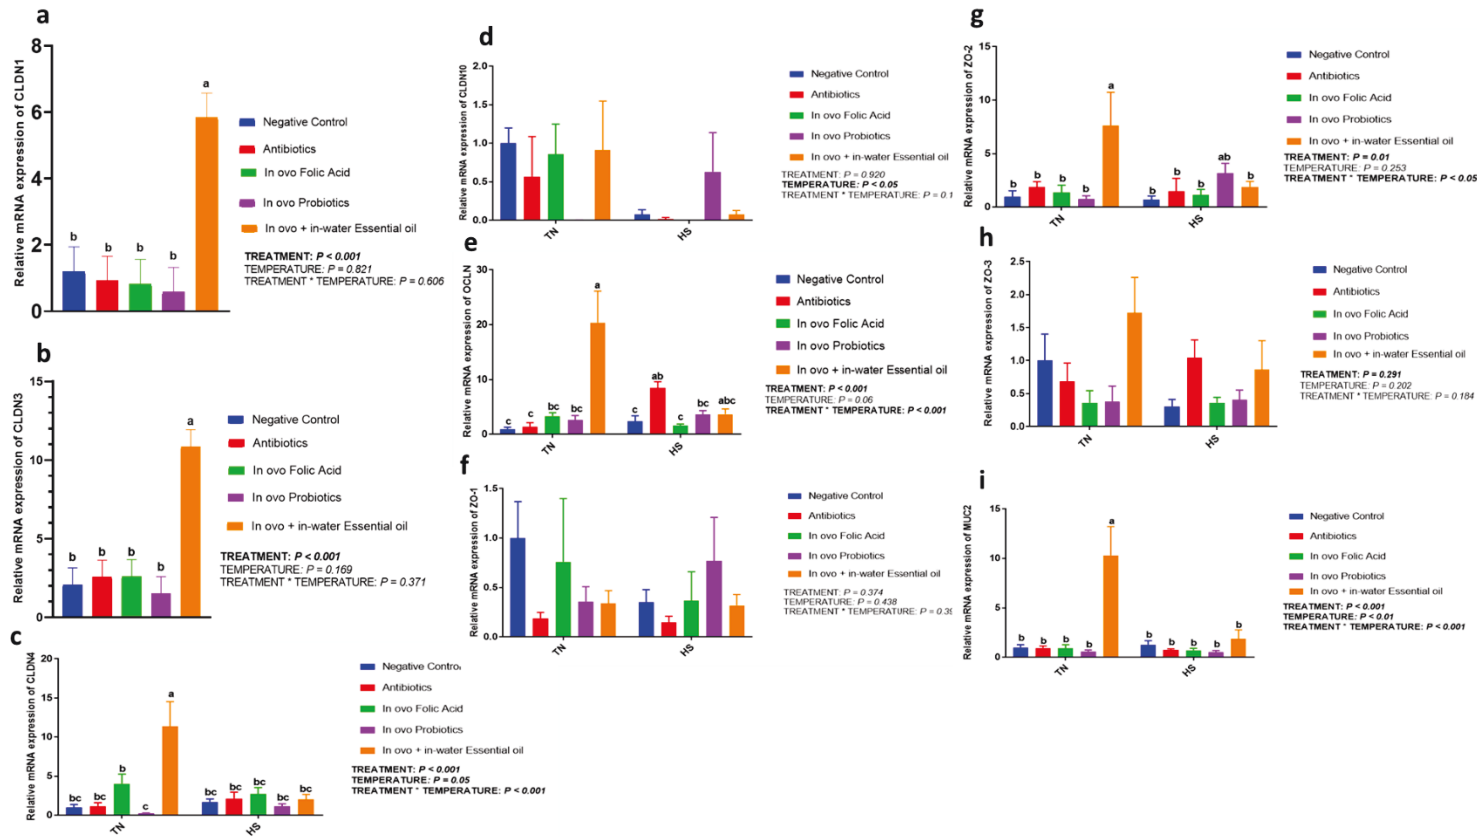 a
Relative mRNA expression of CLDN1
8
6
4
2
0
b
b
b
b
a
Negative Control
Antibiotics
In ovo Folic Acid
In ovo Probiotics
In ovo + in-water Essential oil
TREATMENT: P < 0.001
TEMPERATURE: P = 0.821
TREATMENT * TEMPERATURE: P = 0.606
b
Relative mRNA expression of CLDN3
15
10
5
0
b
b
b
b
a
Negative Control
Antibiotics
In ovo Folic Acid
In ovo Probiotics
In ovo + in-water Essential oil
TREATMENT: P < 0.001
TEMPERATURE: P = 0.169
TREATMENT * TEMPERATURE: P = 0.371
c
Relative mRNA expression of CLDN4
20
15
10
5
0
bc
bc
b
c
a
bc
bc
bc
bc
bc
TN
HS
Negative Control
Antibiotics
In ovo Folic Acid
In ovo Probiotics
In ovo + in-water Essential oil
TREATMENT: P < 0.001
TEMPERATURE: P = 0.05
TREATMENT * TEMPERATURE: P < 0.001
d
Relative mRNA expression of CLDN10
2.0
1.5
1.0
0.5
0.0
TN
HS
Negative Control
Antibiotics
In ovo Folic Acid
In ovo Probiotics
In ovo + in-water Essential oil
TREATMENT: P = 0.920
TEMPERATURE: P < 0.05
TREATMENT * TEMPERATURE: P = 0.1
e
Relative mRNA expression of OCLN
30
20
10
0
c
c
bc
bc
a
c
ab
c
bc
abc
TN
HS
Negative Control
Antibiotics
In ovo Folic Acid
In ovo Probiotics
In ovo + in-water Essential oil
TREATMENT: P < 0.001
TEMPERATURE: P = 0.06
TREATMENT * TEMPERATURE: P < 0.001
f
Relative mRNA expression of ZO-1
1.5
1.0
0.5
0.0
TN
HS
Negative Control
Antibiotics
In ovo Folic Acid
In ovo Probiotics
In ovo + in-water Essential oil
TREATMENT: P = 0.374
TEMPERATURE: P = 0.438
TREATMENT * TEMPERATURE: P = 0.39
g
Relative mRNA expression of ZO-2
15
10
5
0
b
b
b
b
a
b
b
b
ab
b
TN
HS
Negative Control
Antibiotics
In ovo Folic Acid
In ovo Probiotics
In ovo + in-water Essential oil
TREATMENT: P = 0.01
TEMPERATURE: P = 0.253
TREATMENT * TEMPERATURE: P < 0.05
h
Relative mRNA expression of ZO-3
2.5
2.0
1.5
1.0
0.5
0.0
TN
HS
Negative Control
Antibiotics
In ovo Folic Acid
In ovo Probiotics
In ovo + in-water Essential oil
TREATMENT: P = 0.291
TEMPERATURE: P = 0.202
TREATMENT * TEMPERATURE: P = 0.184
i
Relative mRNA expression of MUC2
15
10
5
0
b
b
b
b
a
b
b
b
b
b
TN
HS
Negative Control
Antibiotics
In ovo Folic Acid
In ovo Probiotics
In ovo + in-water Essential oil
TREATMENT: P < 0.001
TEMPERATURE: P < 0.01
TREATMENT * TEMPERATURE: P < 0.001